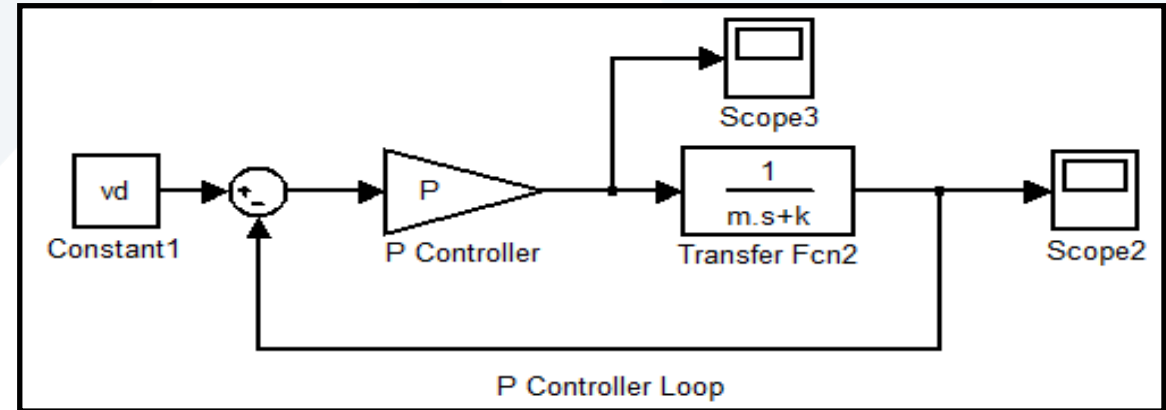 Scope3
vd
+
-
P
1
m.s+k
Constant1
P Controller
Transfer Fcn2
Scope2
P Controller Loop